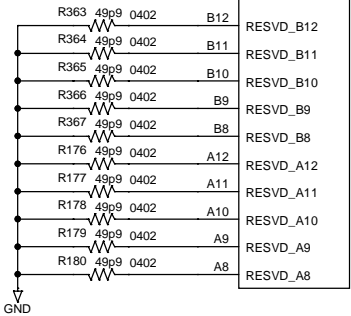 R363 49p9 0402 B12 RESVD_B12
R364 49p9 0402 B11 RESVD_B11
R365 49p9 0402 B10 RESVD_B10
R366 49p9 0402 B9 RESVD_B9
R367 49p9 0402 B8 RESVD_B8
R176 49p9 0402 A12 RESVD_A12
R177 49p9 0402 A11 RESVD_A11
R178 49p9 0402 A10 RESVD_A10
R179 49p9 0402 A9 RESVD_A9
R180 49p9 0402 A8 RESVD_A8
GND